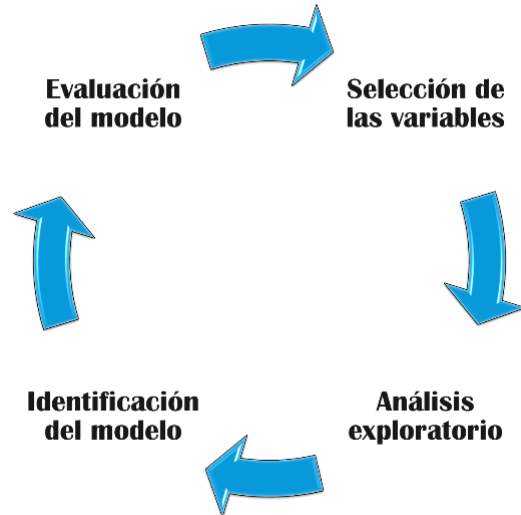 Evaluación
del modelo
Selección de
las variables
Identificación
del modelo
Análisis
exploratorio